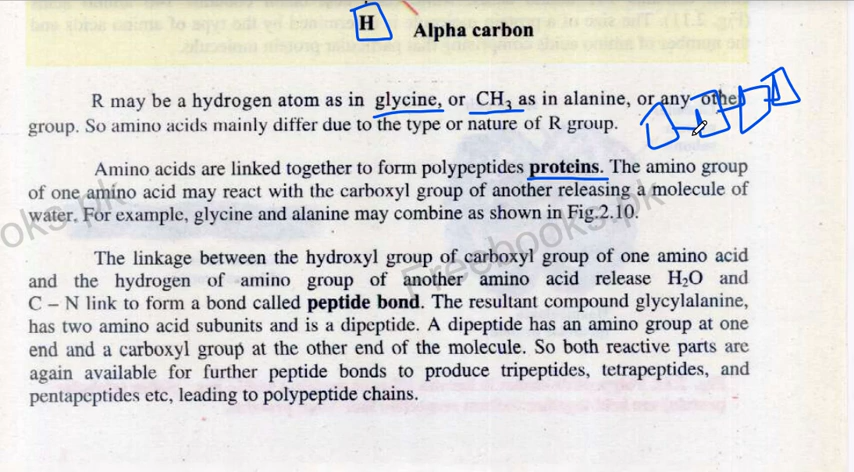 H
Alpha carbon
R may be a hydrogen atom as in glycine, or CH₃ as in alanine, or any other
group. So amino acids mainly differ due to the type or nature of R group.
Amino acids are linked together to form polypeptides proteins. The amino group
of one amino acid may react with the carboxyl group of another releasing a molecule of
water. For example, glycine and alanine may combine as shown in Fig.2.10.
The linkage between the hydroxyl group of carboxyl group of one amino acid
and the hydrogen of amino group of another amino acid release H₂O and
C – N link to form a bond called peptide bond. The resultant compound glycylalanine,
has two amino acid subunits and is a dipeptide. A dipeptide has an amino group at one
end and a carboxyl group at the other end of the molecule. So both reactive parts are
again available for further peptide bonds to produce tripeptides, tetrapeptides, and
pentapeptides etc, leading to polypeptide chains.
oks.pk
Freebooks.pk